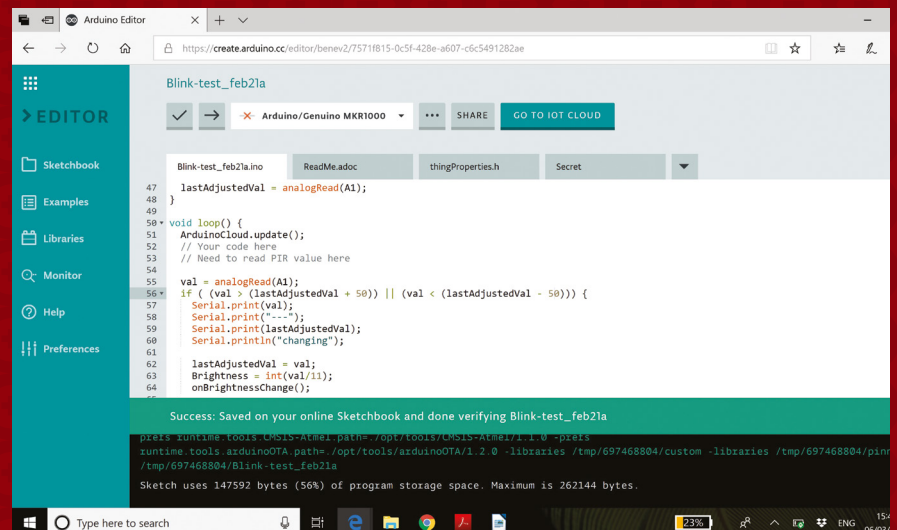 Arduino Editor
https://create.arduino.cc/editor/benev2/7571f815-0c5f-428e-a607-c6c5491282ae
Blink-test_feb21a
>EDITOR
Arduino/Genuino MKR1000
SHARE
GO TO IOT CLOUD
Sketchbook
Examples
Libraries
Monitor
Help
Preferences
Blink-test_feb21a.ino ReadMe.adoc thingProperties.h Secret
47 lastAdjustedVal = analogRead(A1);
48 }
49
50 void loop() {
51 ArduinoCloud.update();
52 // Your code here
53 // Need to read PIR value here
54
55 val = analogRead(A1);
56 if ( (val > (lastAdjustedVal + 50)) || (val < (lastAdjustedVal - 50))) {
57 Serial.print(val);
58 Serial.print("---");
59 Serial.print(lastAdjustedVal);
60 Serial.println("changing");
61
62 lastAdjustedVal = val;
63 Brightness = int(val/11);
64 onBrightnessChange();
Success: Saved on your online Sketchbook and done verifying Blink-test_feb21a
prefs runtime.tools.CMSIS-Atmel.path=./opt/tools/CMSIS-Atmel/1.1.0 -prefs
runtime.tools.arduinoOTA.path=./opt/tools/arduinoOTA/1.2.0 -libraries /tmp/697468804/custom -libraries /tmp/697468804/pinn
/tmp/697468804/Blink-test_feb21a
Sketch uses 147592 bytes (56%) of program storage space. Maximum is 262144 bytes.
Type here to search
23%
ENG